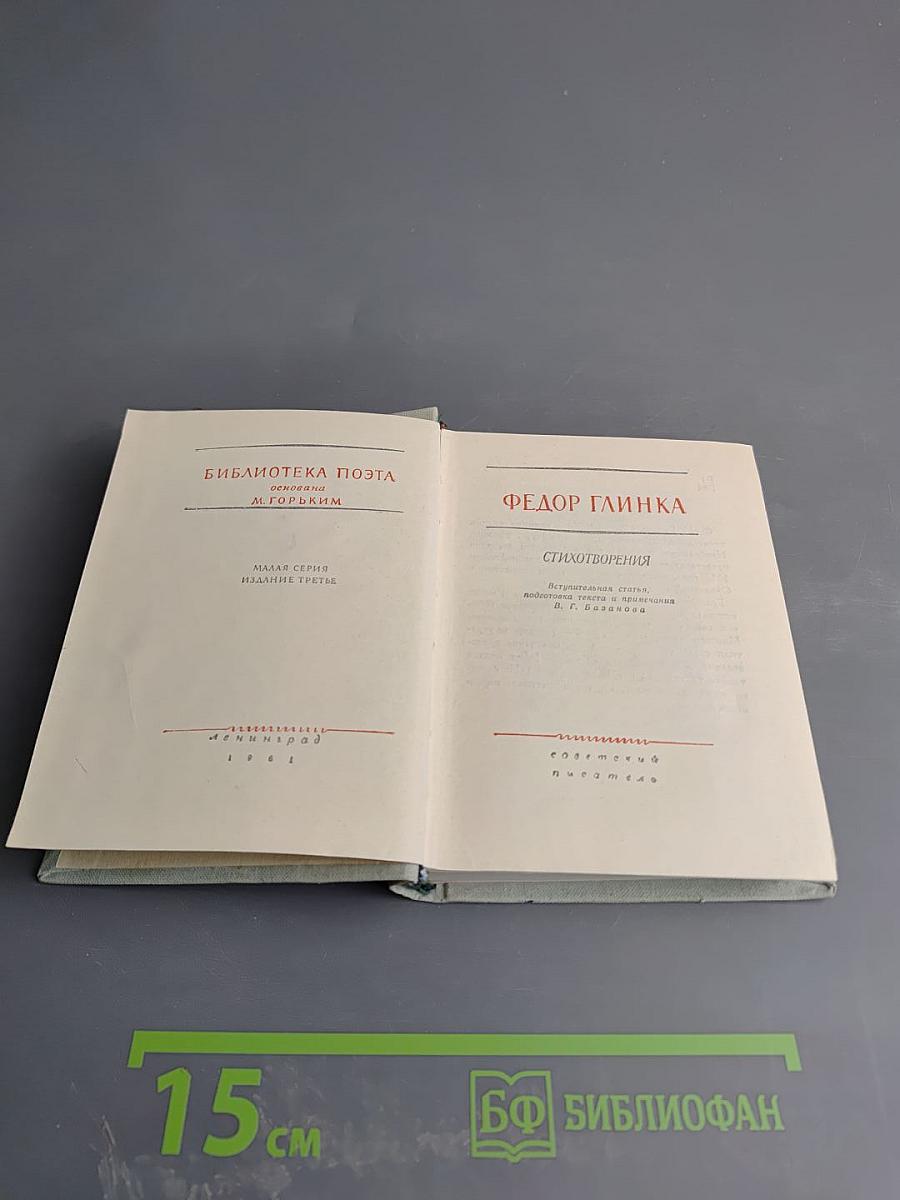 БИБЛИОТЕКА ПОЭТА
основана
М. ГОРЬКИМ
МАЛАЯ СЕРИЯ
ИЗДАНИЕ ТРЕТЬЕ
Ленинград
1961
ФЕДОР ГЛИНКА
СТИХОТВОРЕНИЯ
Вступительная статья,
подготовка текста и примечания
В. Г. Базанова
советский
писатель
15 см
БФ БИБЛИОФАН